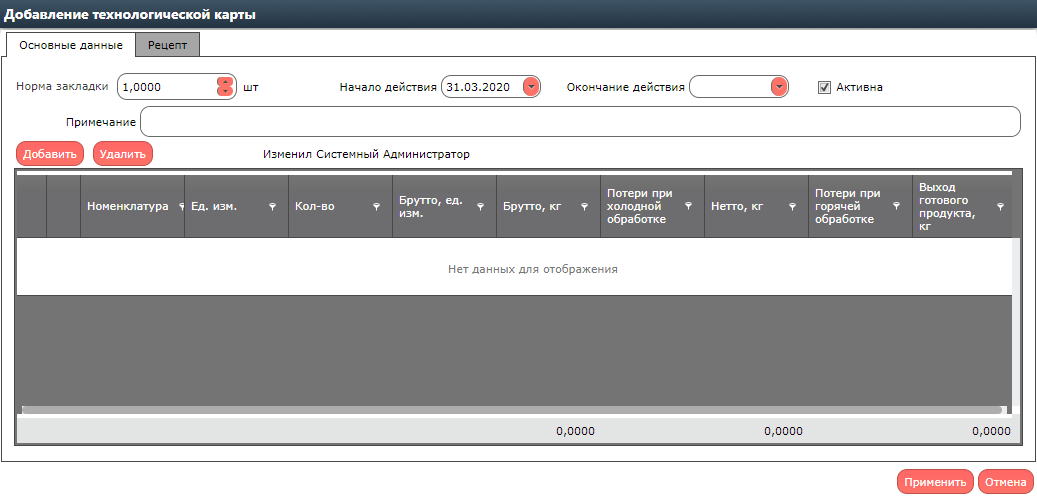 Добавление технологической карты
Основные данные Рецепт
Норма закладки 1,0000 шт Начало действия 31.03.2020 Окончание действия Активна
Примечание
Добавить Удалить Изменил Системный Администратор
Номенклатура Ед. изм. Кол-во Брутто, ед. изм. Брутто, кг Потери при холодной обработке Нетто, кг Потери при горячей обработке Выход готового продукта, кг
Нет данных для отображения
0,0000 0,0000 0,0000
Применить Отмена